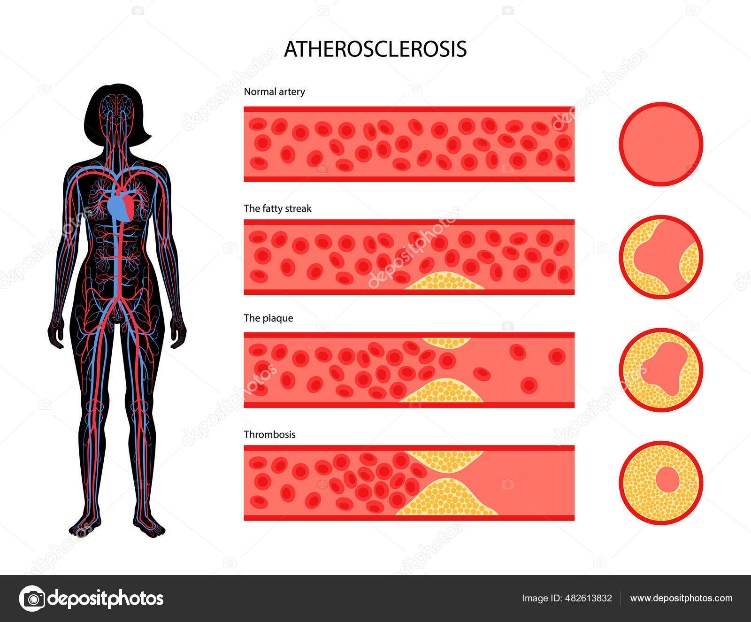 ATHEROSCLEROSIS
Normal artery
The fatty streak
The plaque
Thrombosis
depositphotos
Image ID: 482613832
www.depositphotos.com